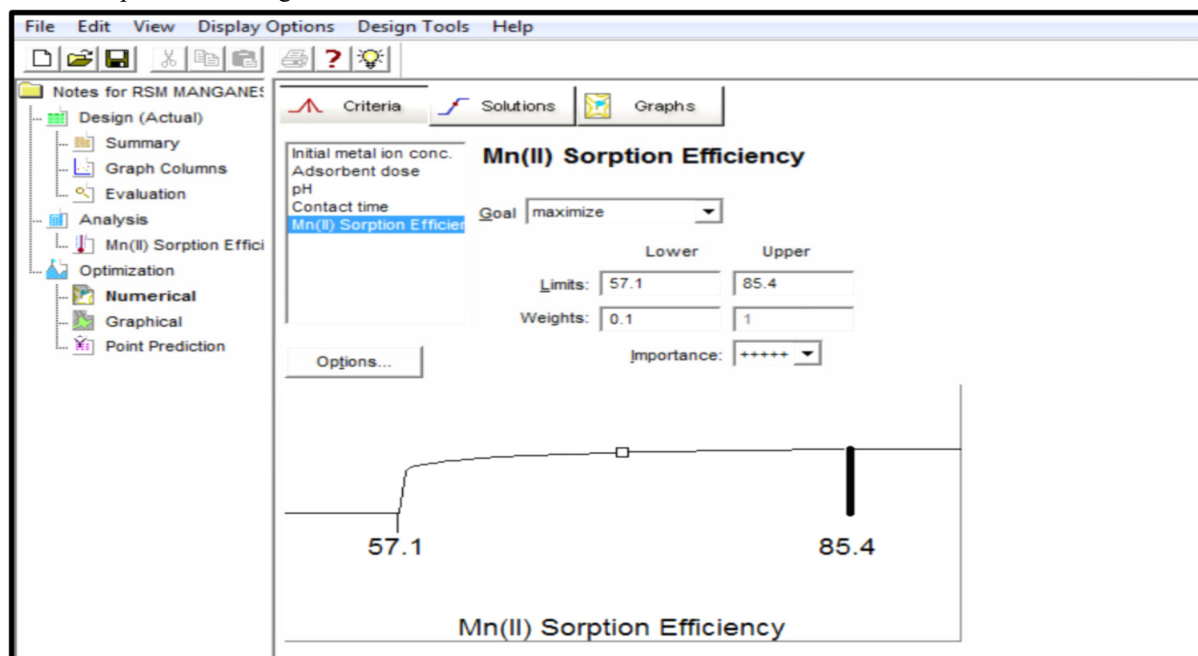 File Edit View Display Options Design Tools Help
Notes for RSM MANGANES
Design (Actual)
Summary
Graph Columns
Evaluation
Analysis
Mn(II) Sorption Effici
Optimization
Numerical
Graphical
Point Prediction
Criteria Solutions Graphs
Initial metal ion conc.
Adsorbent dose
pH
Contact time
Mn(II) Sorption Efficien
Options...
Mn(II) Sorption Efficiency
Goal maximize
Lower Upper
Limits: 57.1 85.4
Weights: 0.1 1
Importance: +++++
57.1 85.4
Mn(II) Sorption Efficiency